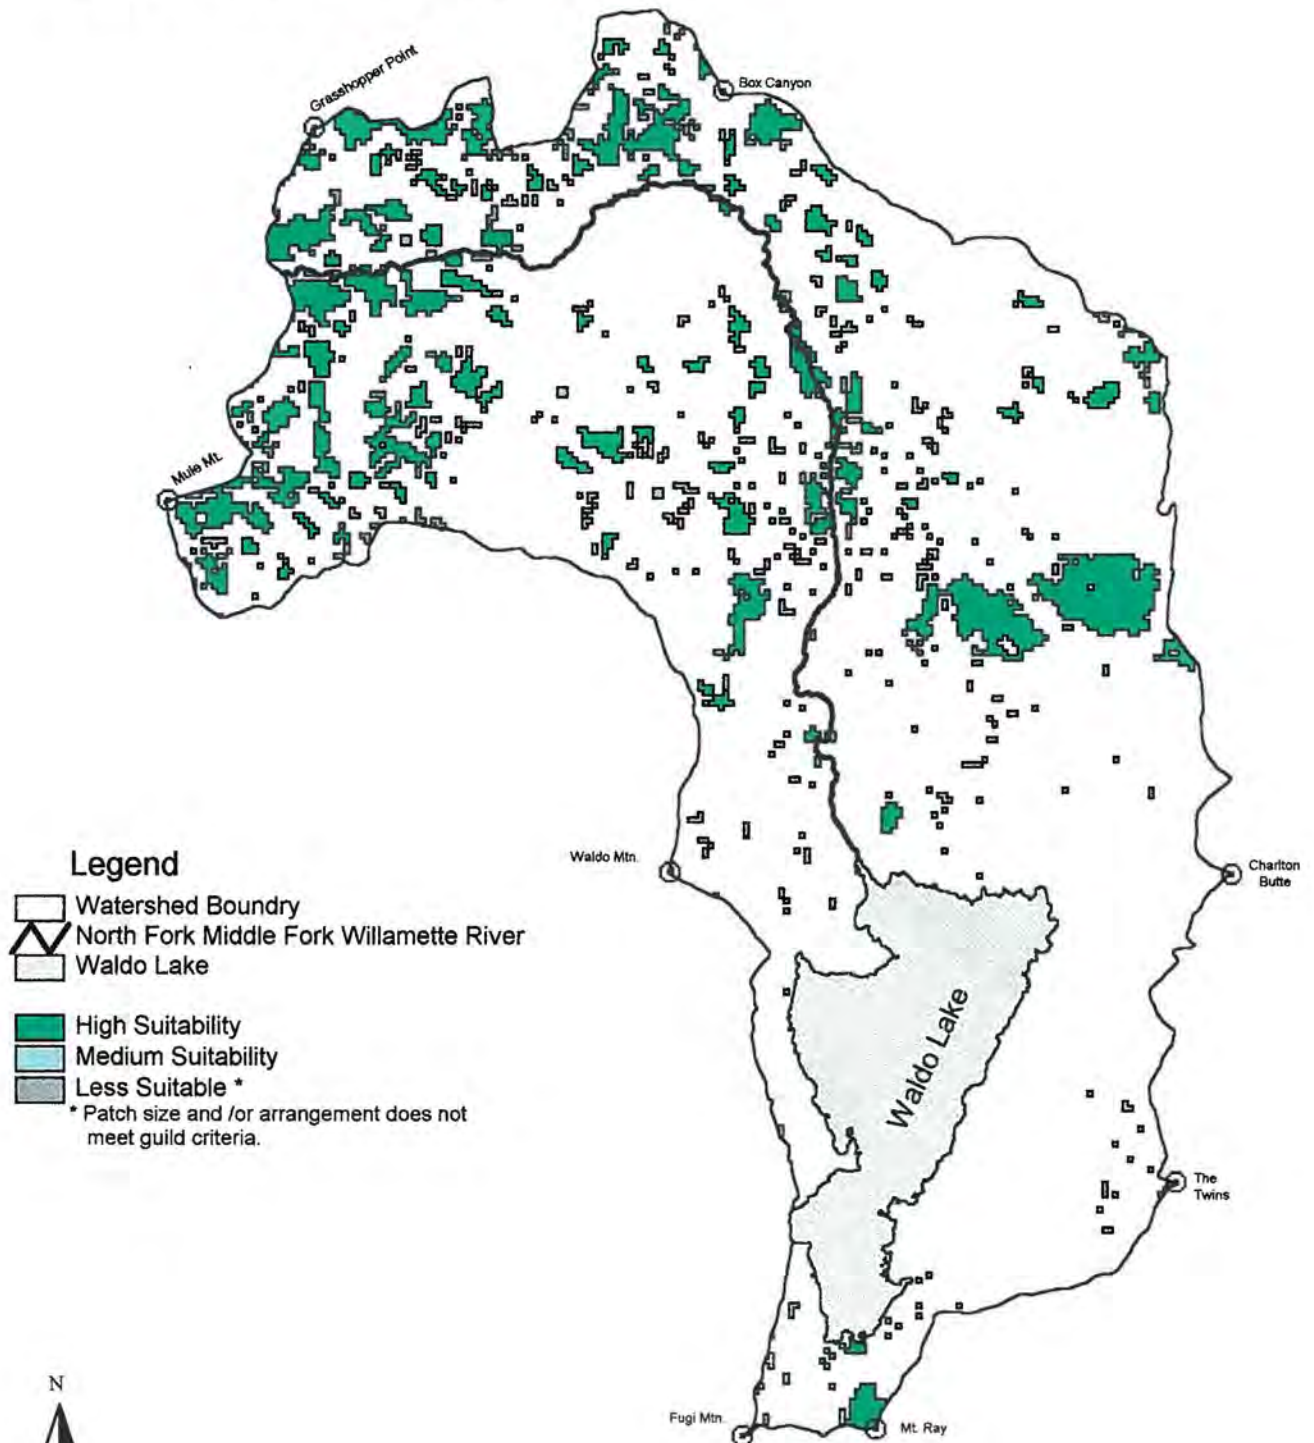 Grasshopper Point
Box Canyon
Mule Mt.
Waldo Mtn.
Charlton
Butte
Legend
Watershed Boundry
North Fork Middle Fork Willamette River
Waldo Lake
High Suitability
Medium Suitability
Less Suitable *
* Patch size and /or arrangement does not
meet guild criteria.
Waldo Lake
The
Twins
N
Fugi Mtn.
Mt. Ray